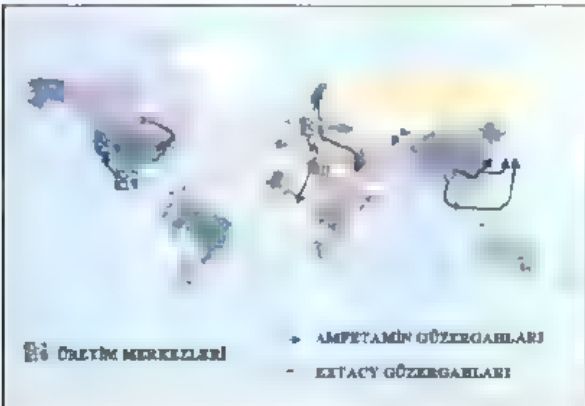 ÜRETİM MERKEZLERİ
AMFETAMİN GÜZERGAHLARI
EXTACY GÜZERGAHLARI